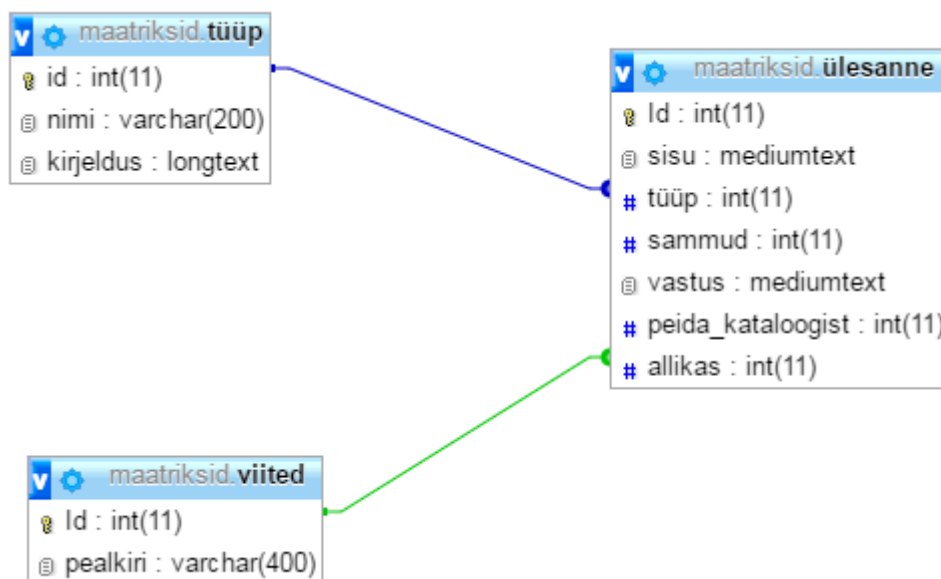 maatriksid.tüüp
id : int(11)
nimi : varchar(200)
kirjeldus : longtext
maatriksid.ülesanne
Id : int(11)
sisu : mediumtext
# tüüp : int(11)
# sammud : int(11)
vastus : mediumtext
# peida_kataloogist : int(11)
# allikas : int(11)
maatriksid.viited
Id : int(11)
pealkiri : varchar(400)